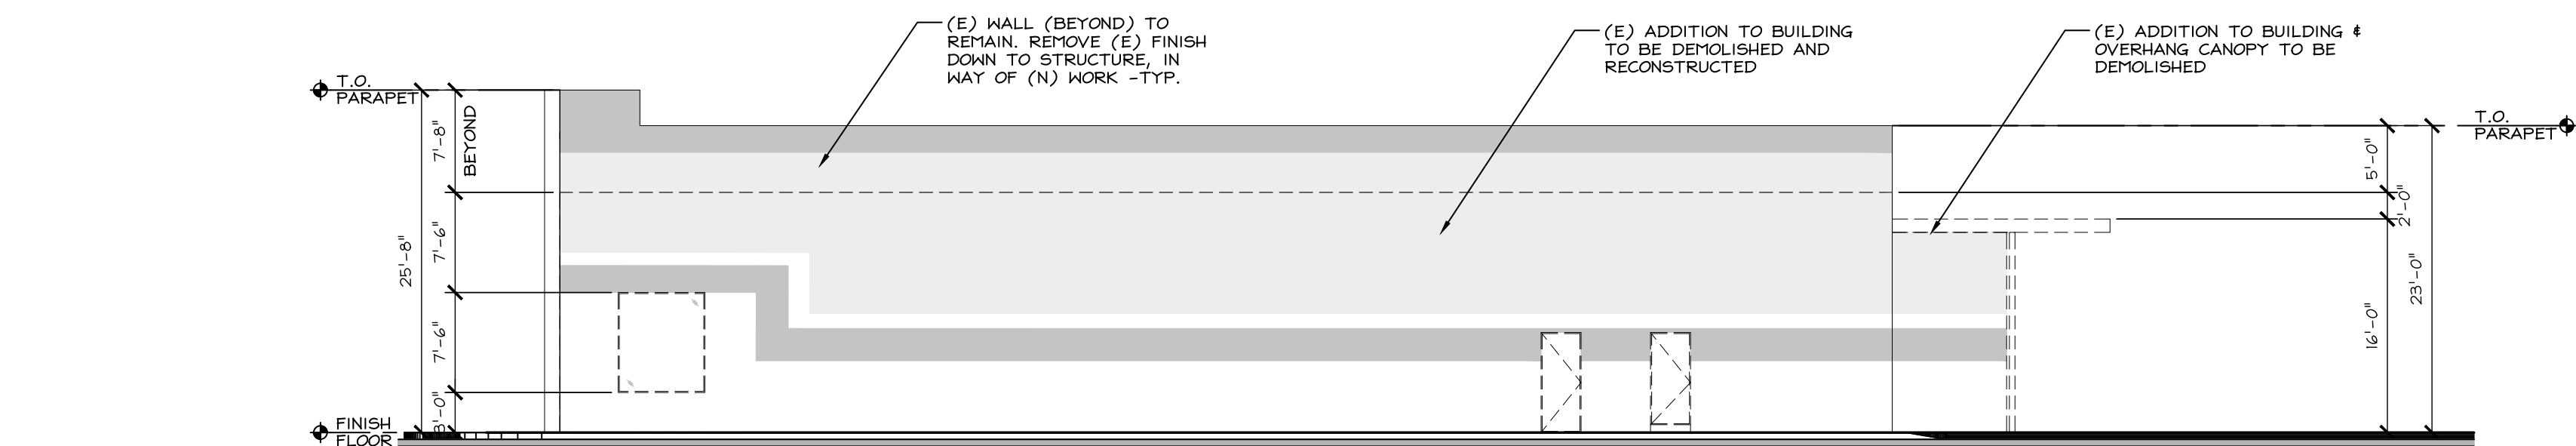 (E) WALL (BEYOND) TO
REMAIN. REMOVE (E) FINISH
DOWN TO STRUCTURE, IN
WAY OF (N) WORK -TYP.
(E) ADDITION TO BUILDING
TO BE DEMOLISHED AND
RECONSTRUCTED
(E) ADDITION TO BUILDING &
OVERHANG CANOPY TO BE
DEMOLISHED
T.O.
PARAPET
BEYOND
7'-8"
7'-6"
25'-8"
7'-6"
3'-0"
FINISH
FLOOR
T.O.
PARAPET
5'-0"
2'-0"
23'-0"
16'-0"